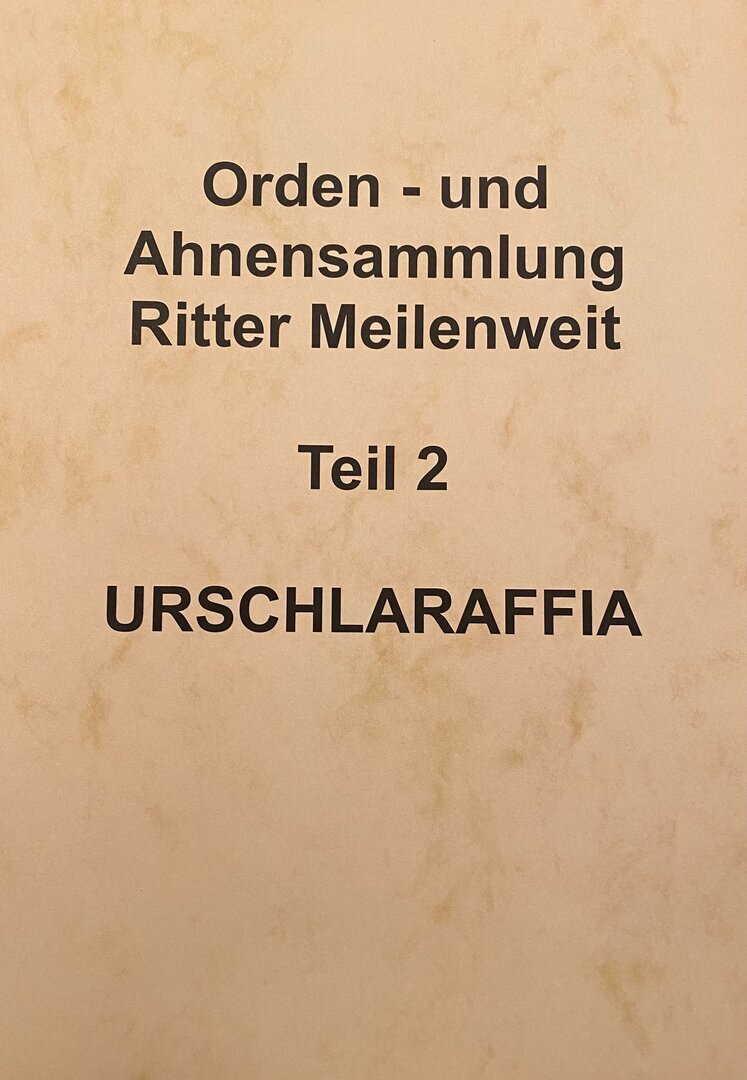 Orden - und
Ahnensammlung
Ritter Meilenweit
Teil 2
URSCHLARAFFIA